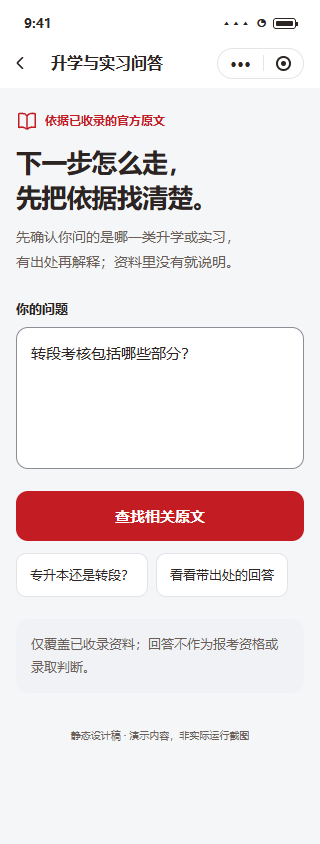 9:41
升学与实习问答
依据已收录的官方原文
下一步怎么走，
先把依据找清楚。
先确认你问的是哪一类升学或实习，
有出处再解释；资料里没有就说明。
你的问题
转段考核包括哪些部分？
查找相关原文
专升本还是转段？
看看带出处的回答
仅覆盖已收录资料；回答不作为报考资格或
录取判断。
静态设计稿 · 演示内容，非实际运行截图